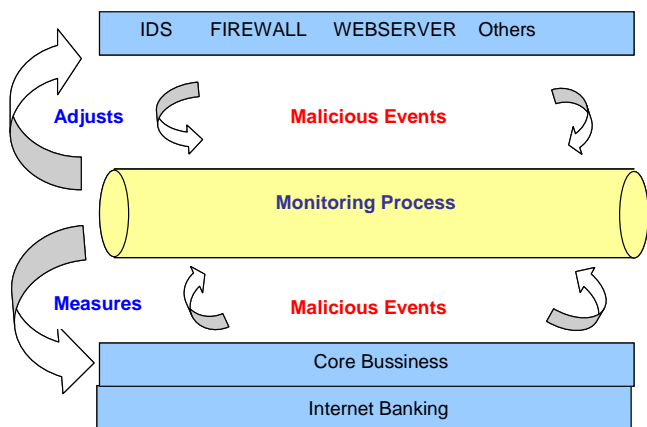 IDS FIREWALL WEBSERVER Others
Adjusts Malicious Events
Monitoring Process
Measures Malicious Events
Core Bussiness
Internet Banking